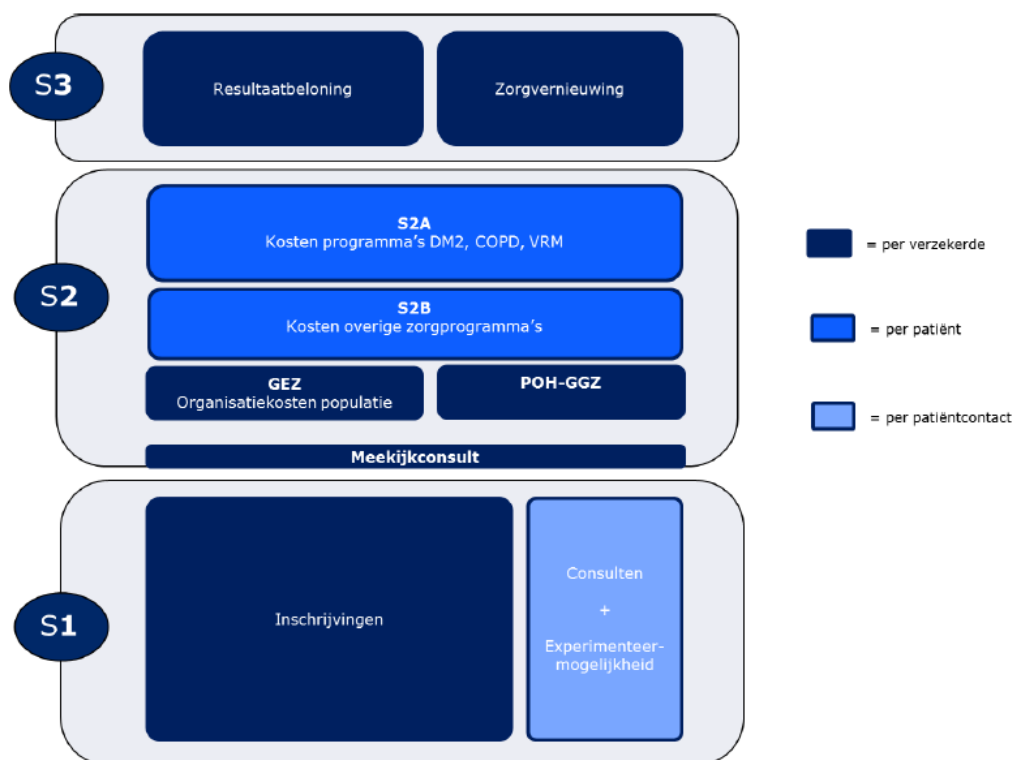 S3
Resultaatbeloning
Zorgvernieuwing
S2
S2A
Kosten programma's DM2, COPD, VRM
S2B
Kosten overige zorgprogramma's
GEZ
Organisatiekosten populatie
POH-GGZ
Meekijkconsult
S1
Inschrijvingen
Consulten
+
Experimenteer-
mogelijkheid
= per verzekerde
= per patiënt
= per patiëntcontact